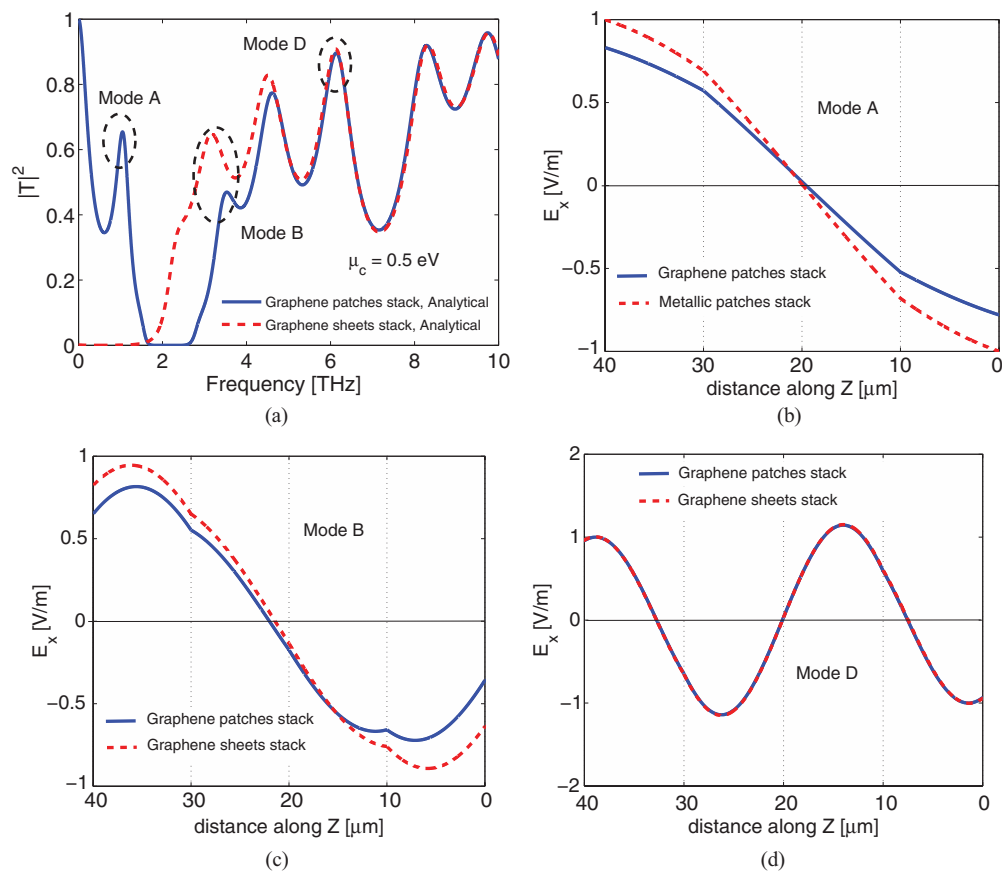 1
0.8
0.6
0.4
0.2
0
|T|²
Mode A
Mode D
Mode B
μ_c = 0.5 eV
Graphene patches stack, Analytical
Graphene sheets stack, Analytical
0 2 4 6 8 10
Frequency [THz]
(a)
1
0.5
0
−0.5
−1
E_x [V/m]
Mode A
Graphene patches stack
Metallic patches stack
40 30 20 10 0
distance along Z [μm]
(b)
1
0.5
0
−0.5
−1
E_x [V/m]
Mode B
Graphene patches stack
Graphene sheets stack
40 30 20 10 0
distance along Z [μm]
(c)
2
1
0
−1
−2
E_x [V/m]
Graphene patches stack
Graphene sheets stack
Mode D
40 30 20 10 0
distance along Z [μm]
(d)